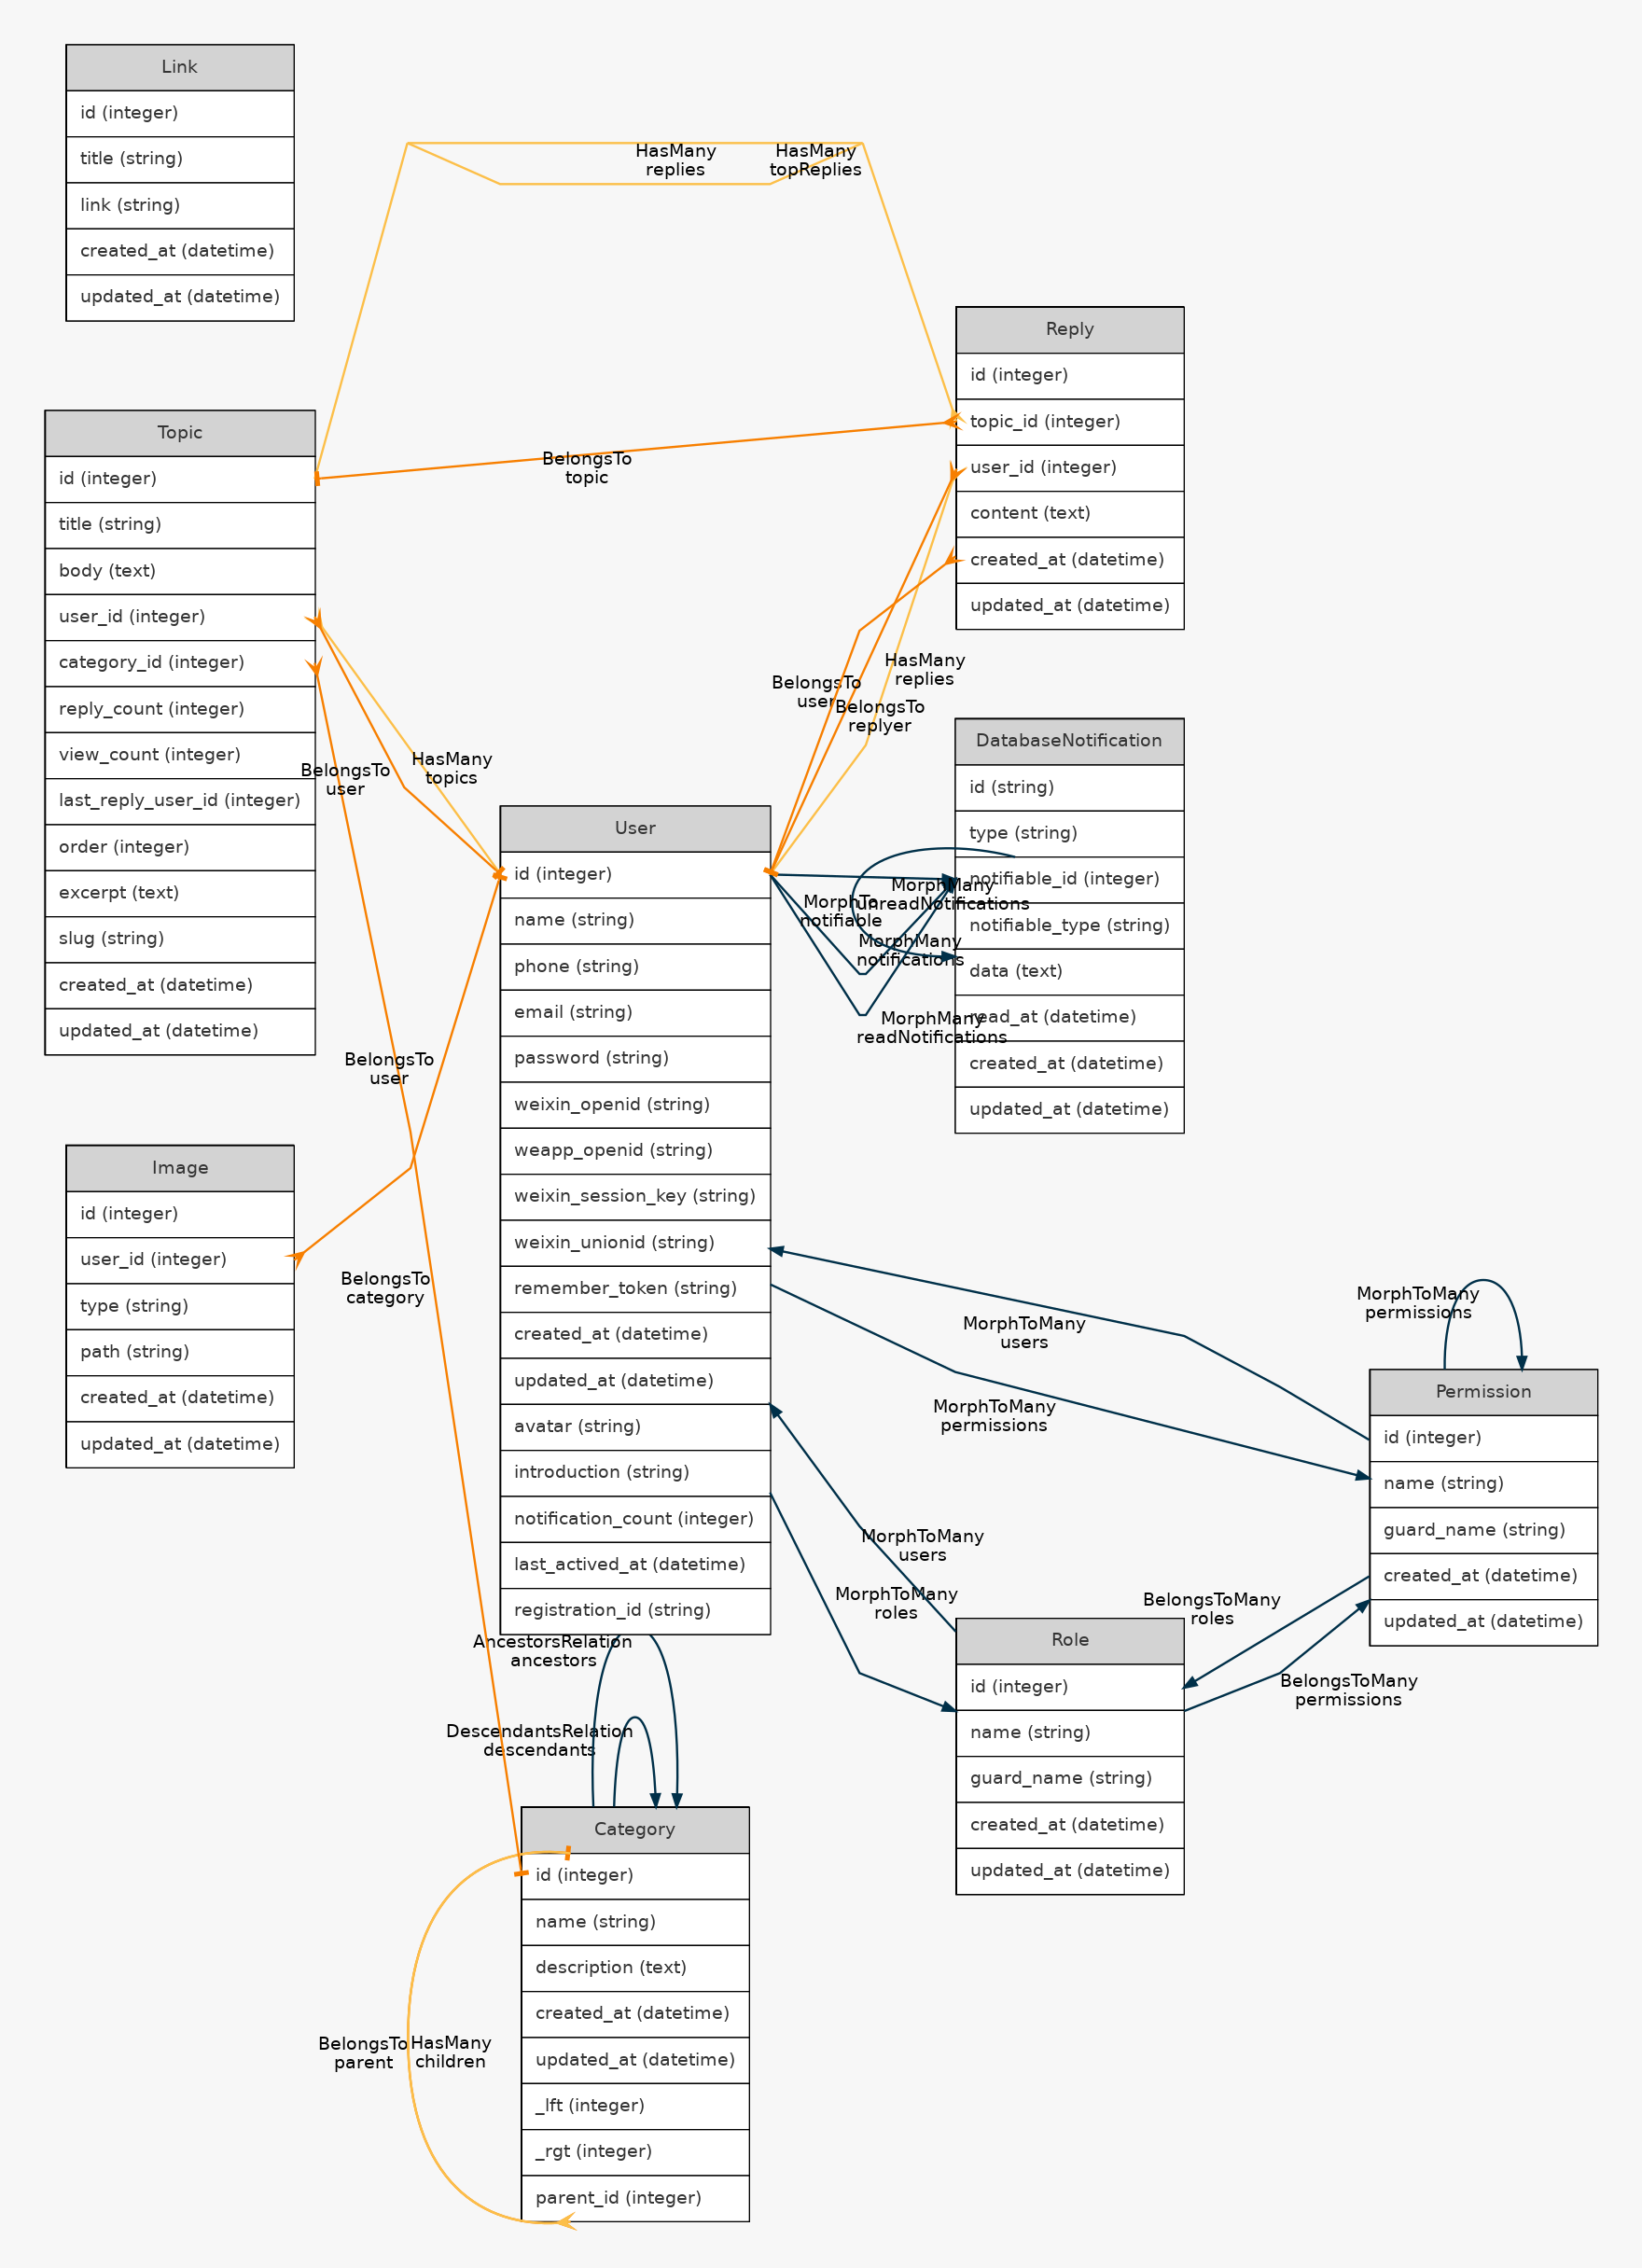 Link
id (integer)
title (string)
link (string)
created_at (datetime)
updated_at (datetime)
HasMany
replies
HasMany
topReplies
Reply
id (integer)
topic_id (integer)
user_id (integer)
content (text)
created_at (datetime)
updated_at (datetime)
Topic
id (integer)
title (string)
body (text)
user_id (integer)
category_id (integer)
reply_count (integer)
view_count (integer)
last_reply_user_id (integer)
order (integer)
excerpt (text)
slug (string)
created_at (datetime)
updated_at (datetime)
BelongsTo
topic
HasMany
topics
BelongsTo
user
BelongsTo
user
BelongsTo
replyer
HasMany
replies
DatabaseNotification
id (string)
type (string)
notifiable_id (integer)
notifiable_type (string)
data (text)
read_at (datetime)
created_at (datetime)
updated_at (datetime)
MorphTo
notifiable
MorphMany
unreadNotifications
MorphMany
notifications
MorphMany
readNotifications
User
id (integer)
name (string)
phone (string)
email (string)
password (string)
weixin_openid (string)
weapp_openid (string)
weixin_session_key (string)
weixin_unionid (string)
remember_token (string)
created_at (datetime)
updated_at (datetime)
avatar (string)
introduction (string)
notification_count (integer)
last_actived_at (datetime)
registration_id (string)
BelongsTo
user
Image
id (integer)
user_id (integer)
type (string)
path (string)
created_at (datetime)
updated_at (datetime)
BelongsTo
category
MorphToMany
users
MorphToMany
permissions
MorphToMany
permissions
Permission
id (integer)
name (string)
guard_name (string)
created_at (datetime)
updated_at (datetime)
MorphToMany
users
MorphToMany
roles
BelongsToMany
roles
BelongsToMany
permissions
Role
id (integer)
name (string)
guard_name (string)
created_at (datetime)
updated_at (datetime)
AncestorsRelation
ancestors
DescendantsRelation
descendants
Category
id (integer)
name (string)
description (text)
created_at (datetime)
updated_at (datetime)
_lft (integer)
_rgt (integer)
parent_id (integer)
BelongsTo
parent
HasMany
children